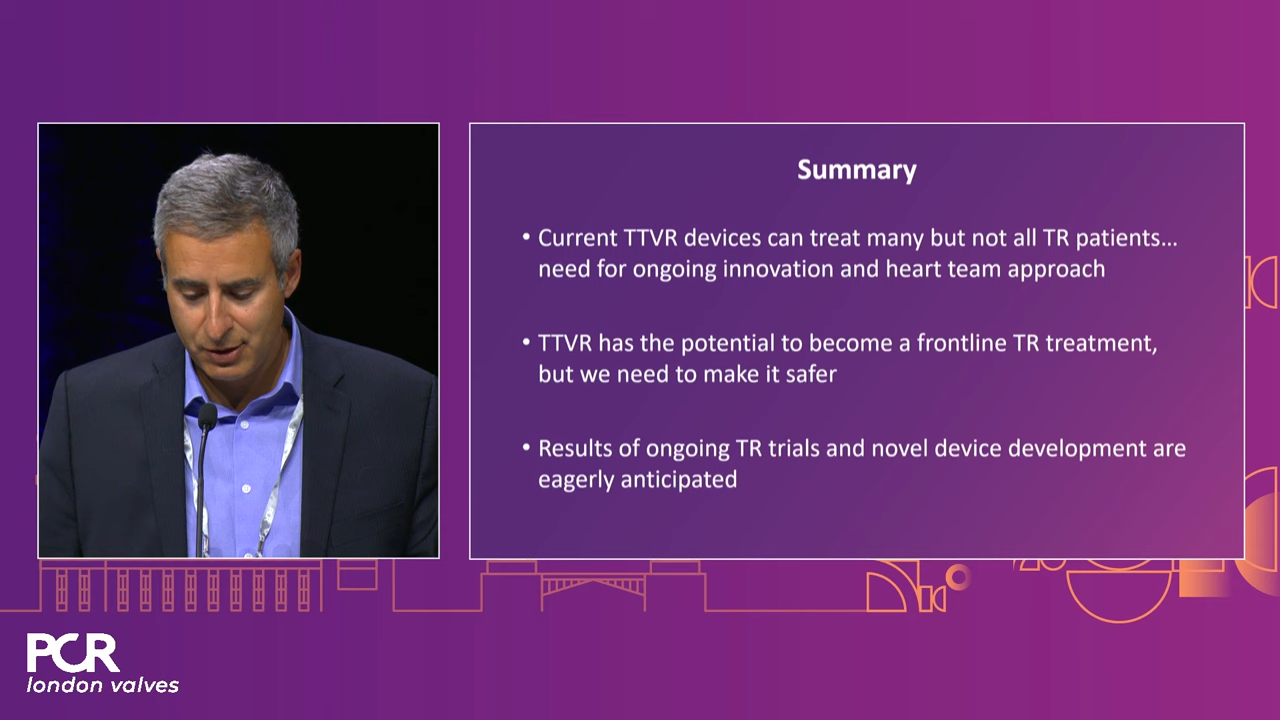 Summary
• Current TTVR devices can treat many but not all TR patients...
need for ongoing innovation and heart team approach
• TTVR has the potential to become a frontline TR treatment,
but we need to make it safer
• Results of ongoing TR trials and novel device development are
eagerly anticipated
PCR
london valves